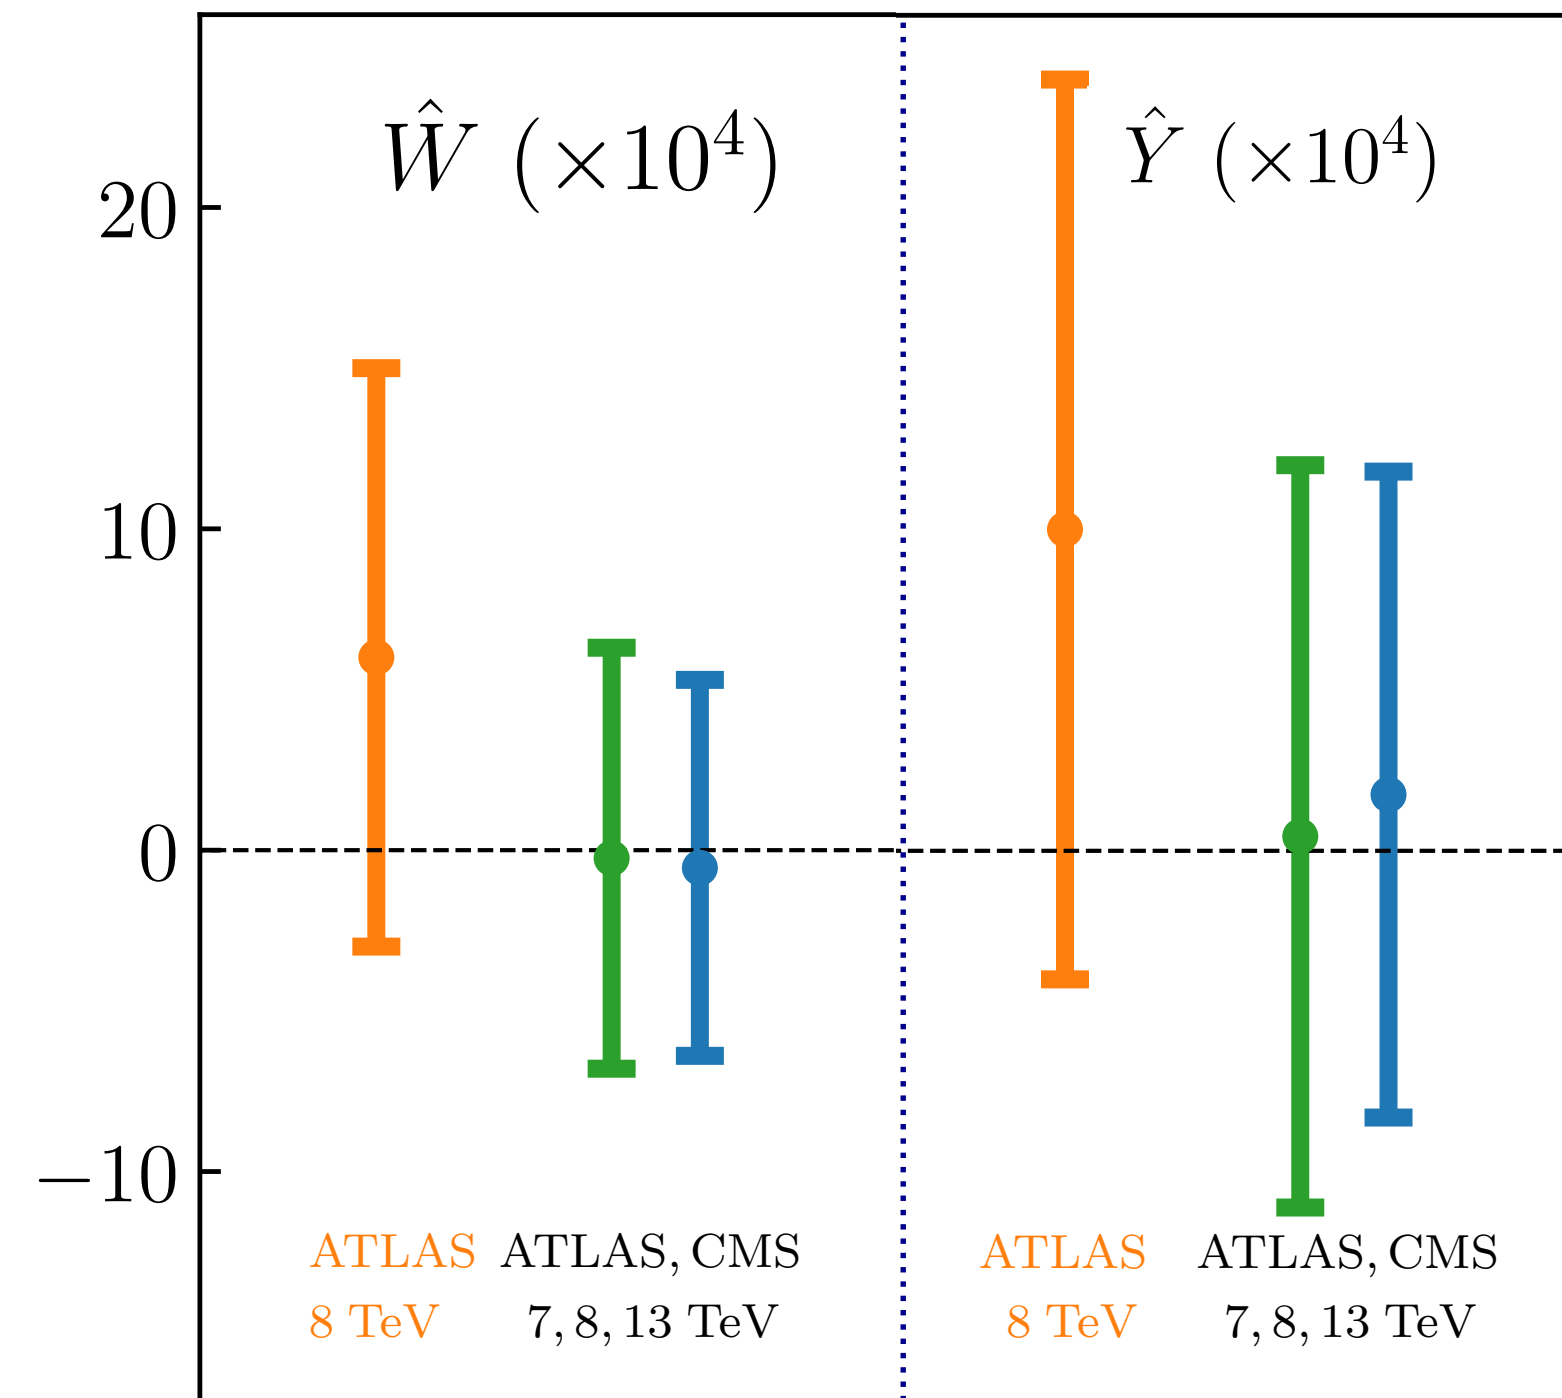 Ŵ (×10⁴)
Ŷ (×10⁴)
20
10
0
−10
ATLAS
8 TeV
ATLAS, CMS
7, 8, 13 TeV
ATLAS
8 TeV
ATLAS, CMS
7, 8, 13 TeV